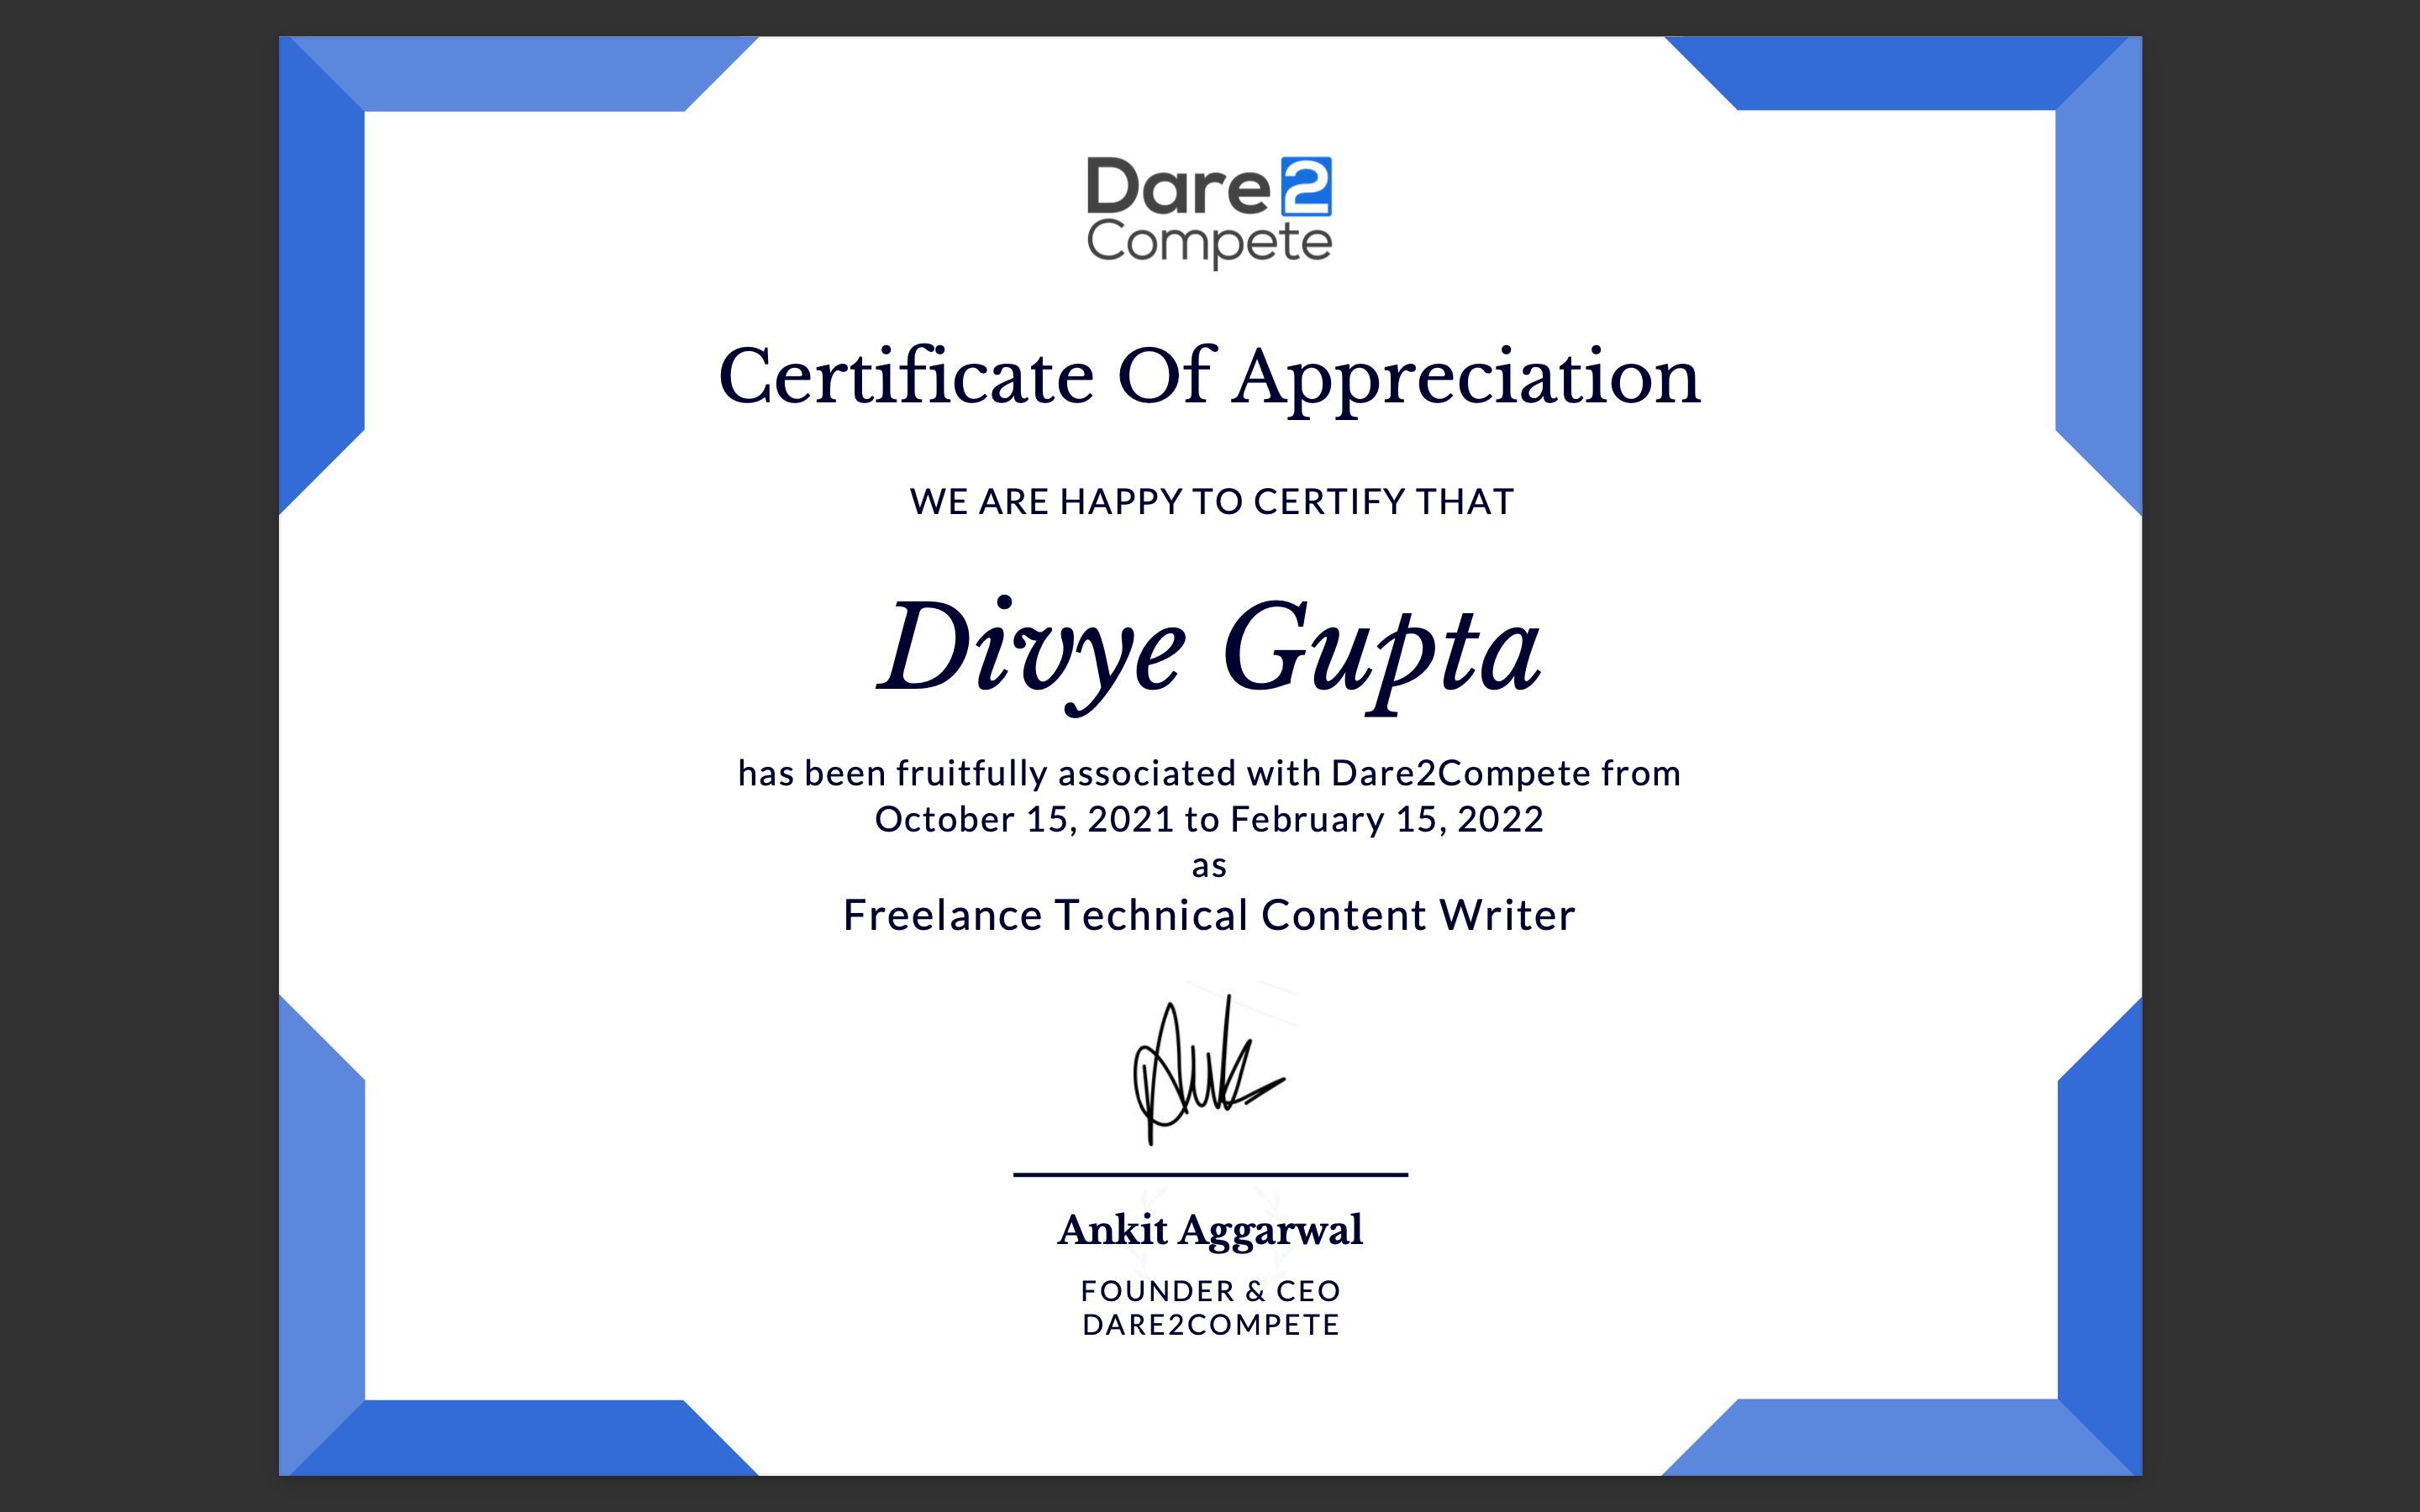 Dare2
Compete
Certificate Of Appreciation
WE ARE HAPPY TO CERTIFY THAT
Divye Gupta
has been fruitfully associated with Dare2Compete from
October 15, 2021 to February 15, 2022
as
Freelance Technical Content Writer
Ankit Aggarwal
FOUNDER & CEO
DARE2COMPETE